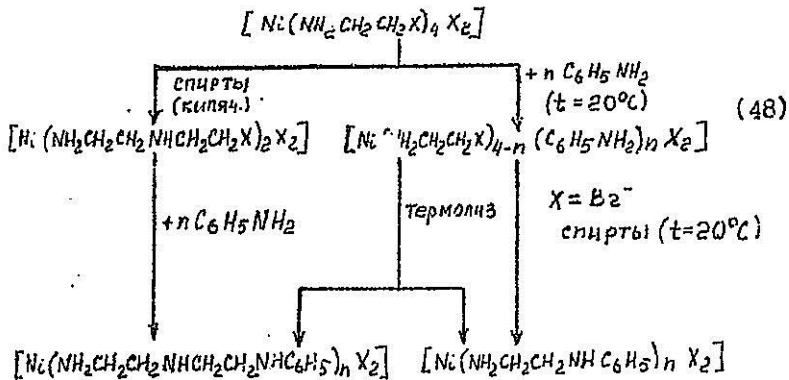 [Ni(NH₂CH₂CH₂X)₄X₂]
спирты
(кипяч.)
+n C₆H₅NH₂
(t=20°C)
(48)
[Ni(NH₂CH₂CH₂NHCH₂CH₂X)₂X₂]
[Ni H₂CH₂CH₂X)₄₋ₙ(C₆H₅NH₂)ₙX₂]
+n C₆H₅NH₂
термолиз
X=Br⁻
спирты (t=20°C)
[Ni(NH₂CH₂CH₂NHCH₂CH₂NHC₆H₅)ₙX₂]
[Ni(NH₂CH₂CH₂NHC₆H₅)ₙX₂]